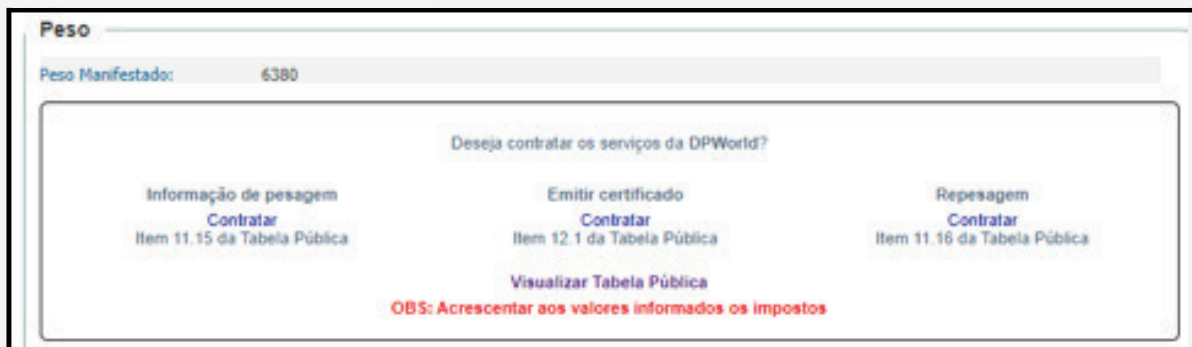 Peso
Peso Manifestado: 6380
Deseja contratar os serviços da DPWorld?
Informação de pesagem Emitir certificado Repesagem
Contratar Contratar Contratar
Item 11.15 da Tabela Pública Item 12.1 da Tabela Pública Item 11.16 da Tabela Pública
Visualizar Tabela Pública
OBS: Acrescentar aos valores informados os impostos